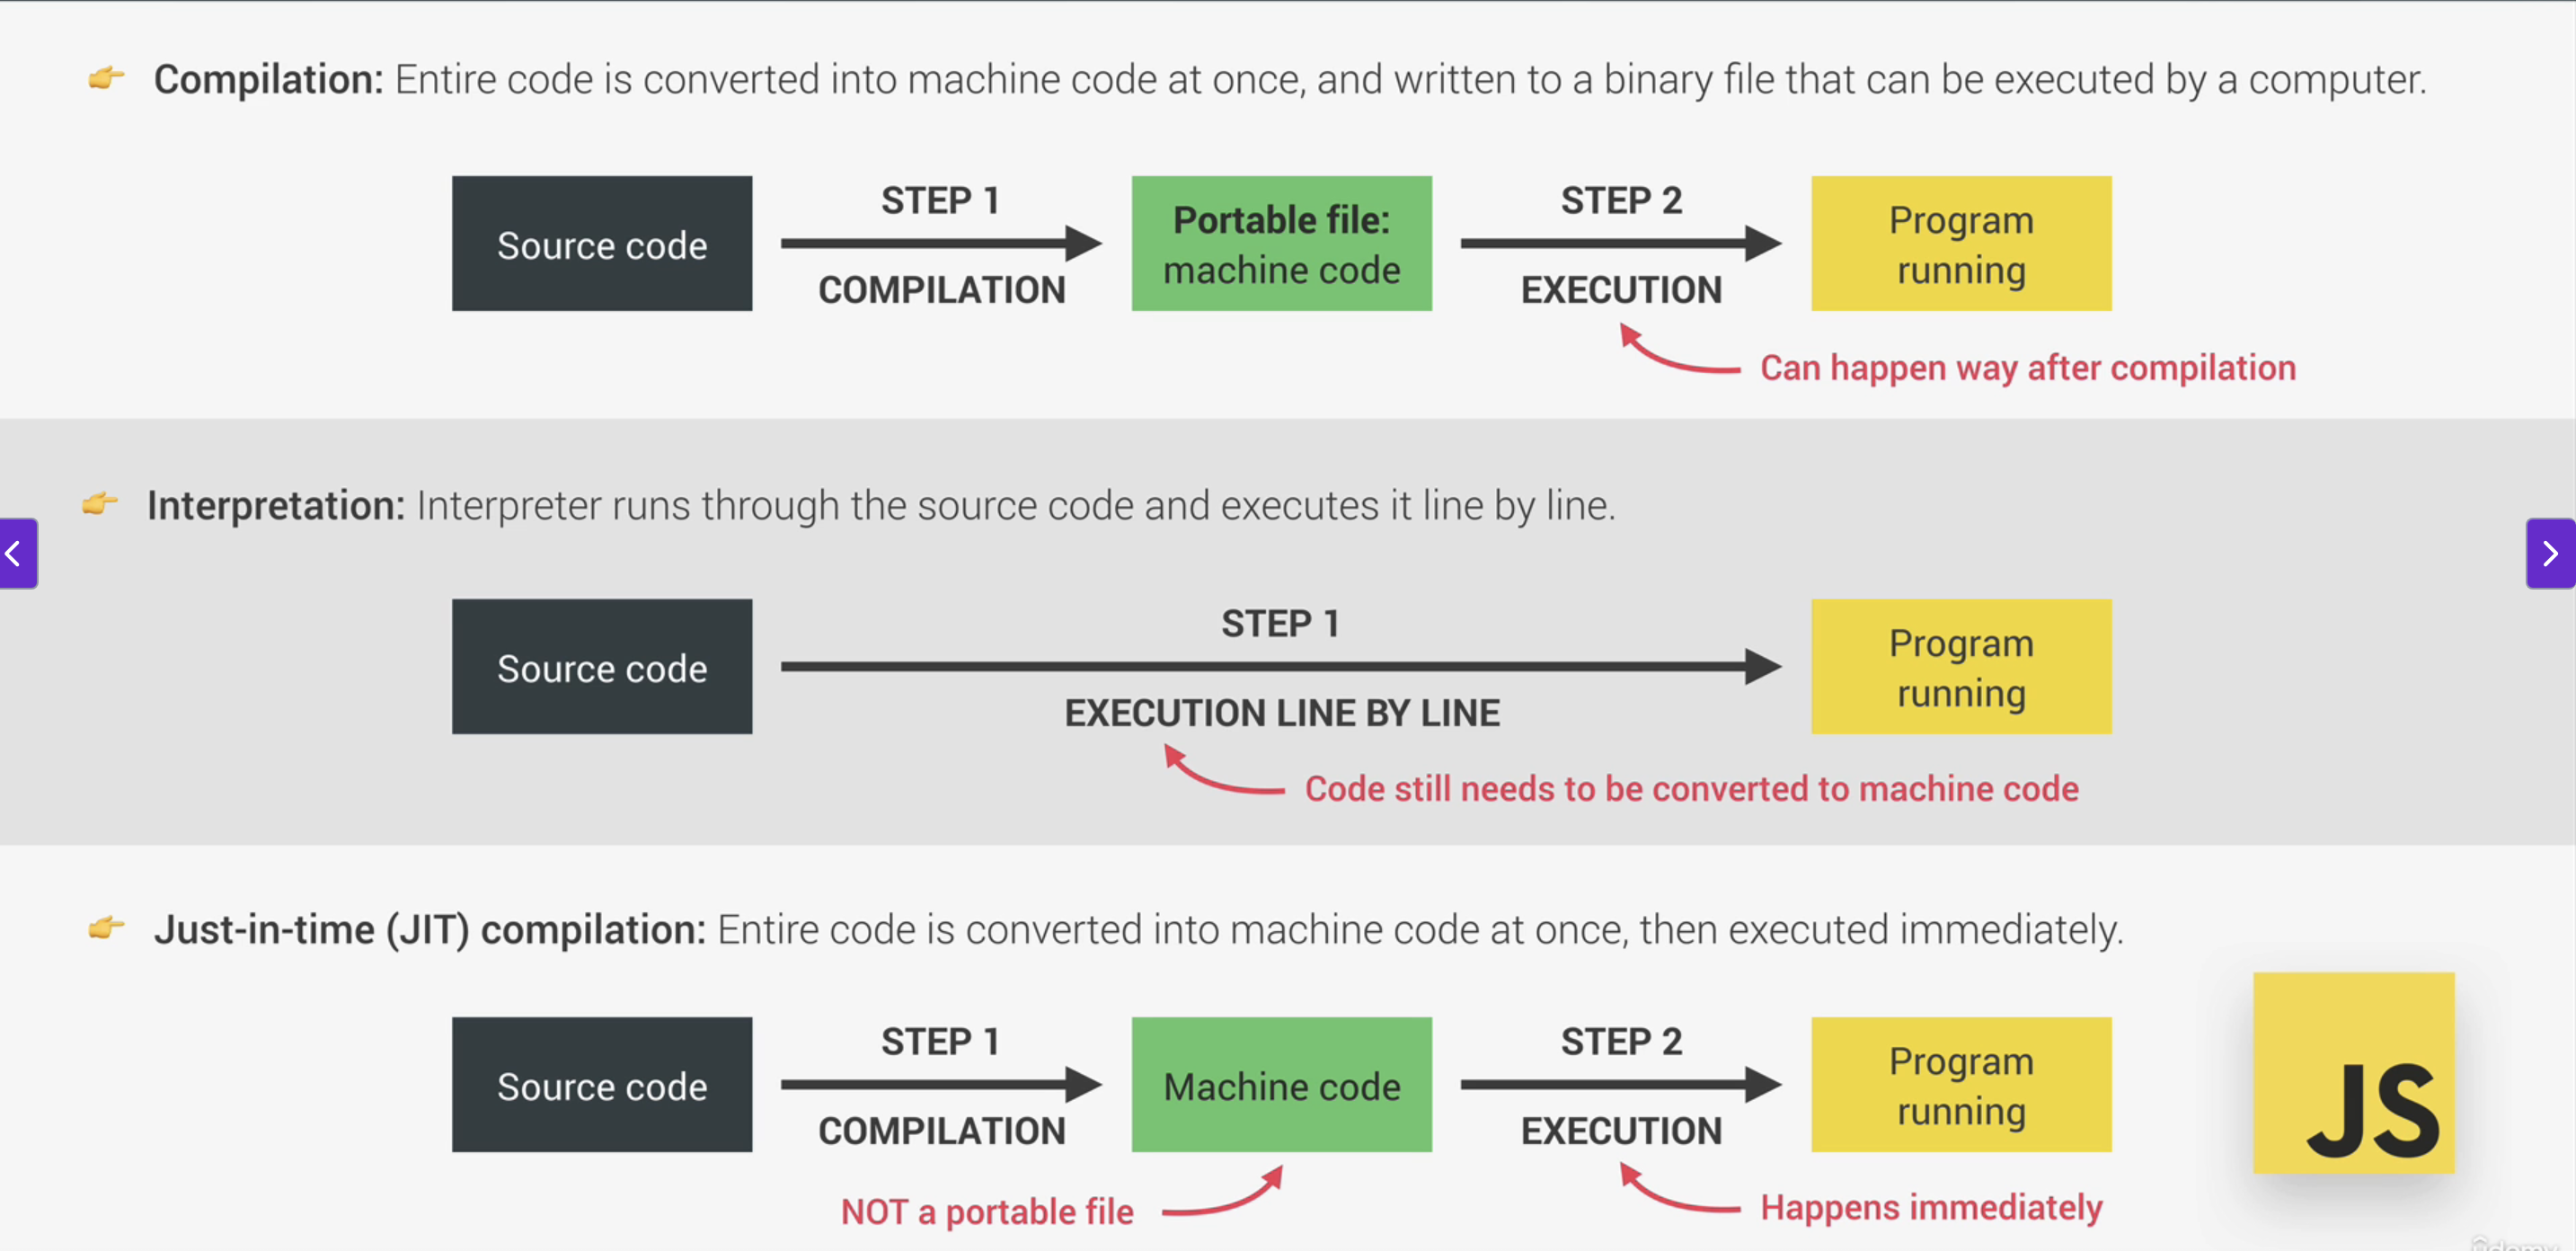 Compilation: Entire code is converted into machine code at once, and written to a binary file that can be executed by a computer.
Source code
STEP 1
COMPILATION
Portable file:
machine code
STEP 2
EXECUTION
Program
running
Can happen way after compilation
Interpretation: Interpreter runs through the source code and executes it line by line.
Source code
STEP 1
EXECUTION LINE BY LINE
Program
running
Code still needs to be converted to machine code
Just-in-time (JIT) compilation: Entire code is converted into machine code at once, then executed immediately.
Source code
STEP 1
COMPILATION
Machine code
STEP 2
EXECUTION
Program
running
NOT a portable file
Happens immediately
JS